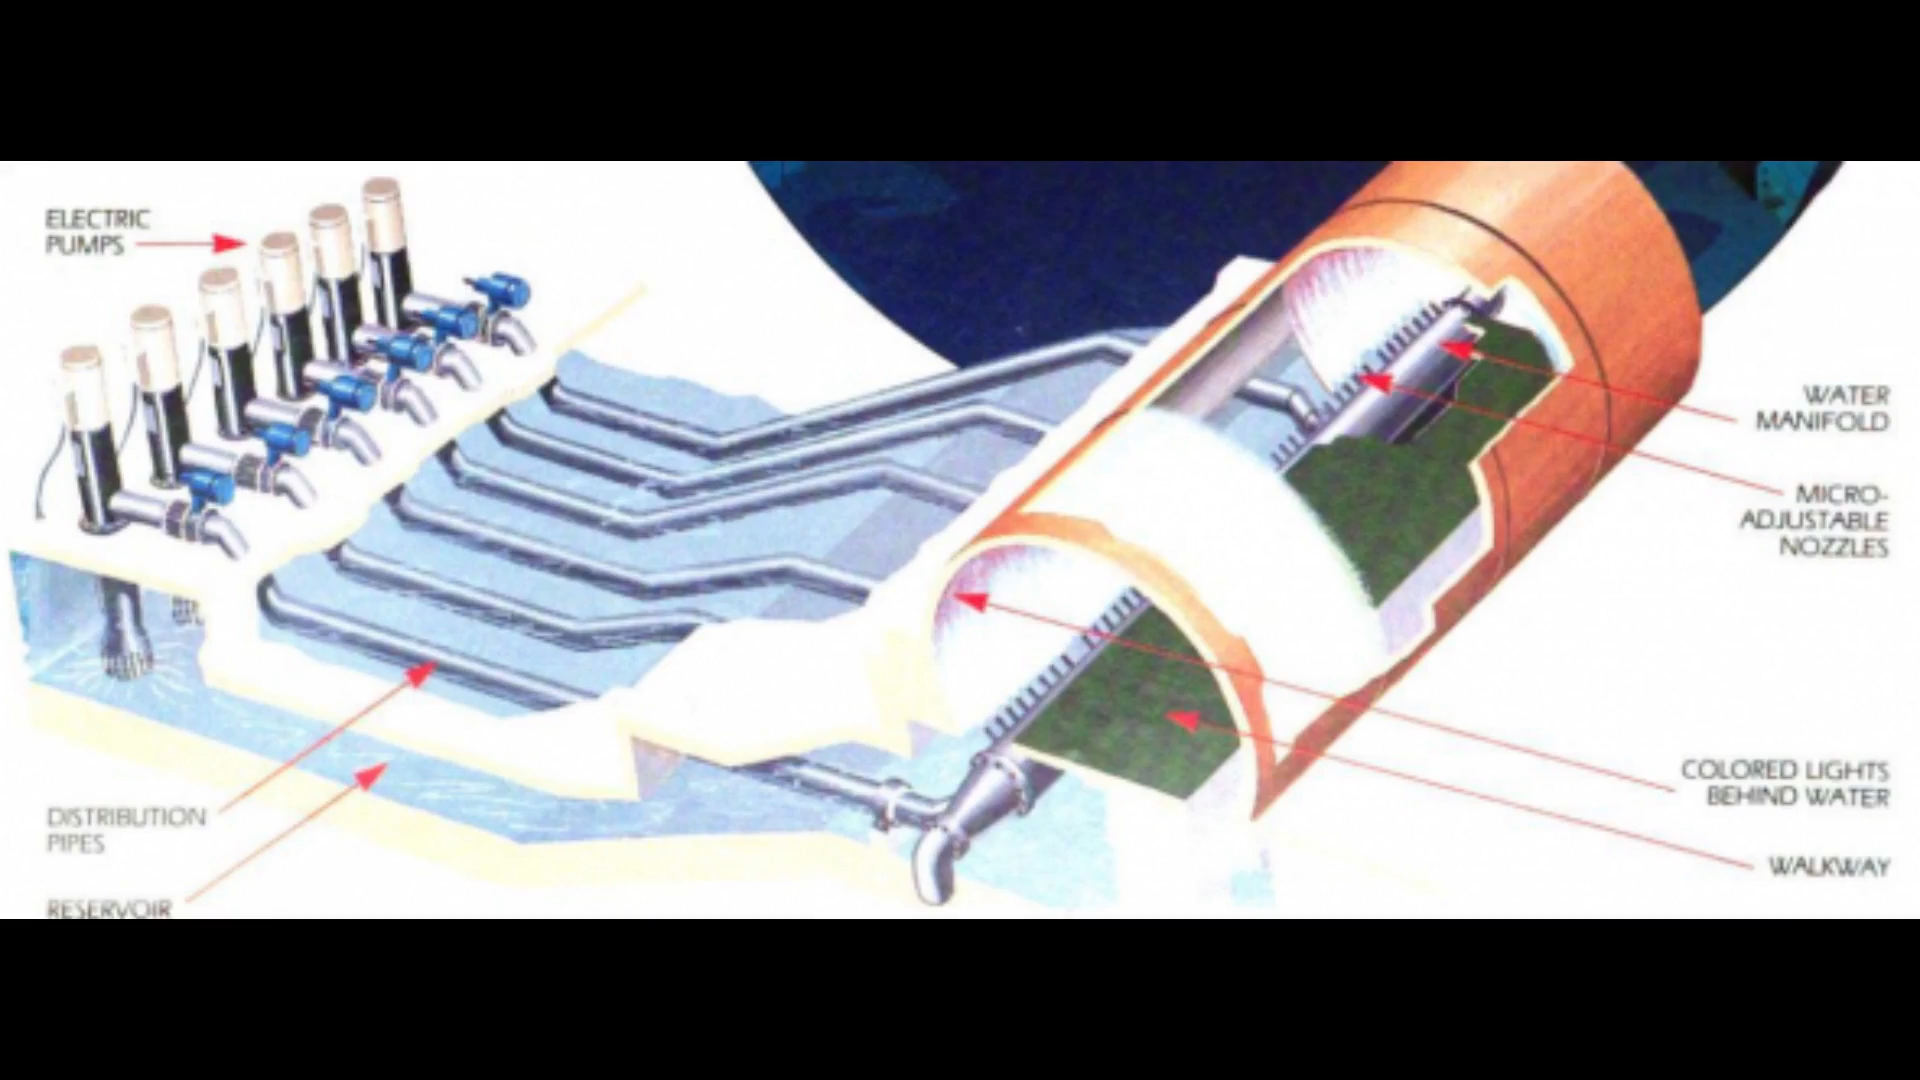 ELECTRIC
PUMPS
DISTRIBUTION
PIPES
RESERVOIR
WATER
MANIFOLD
MICRO-
ADJUSTABLE
NOZZLES
COLORED LIGHTS
BEHIND WATER
WALKWAY